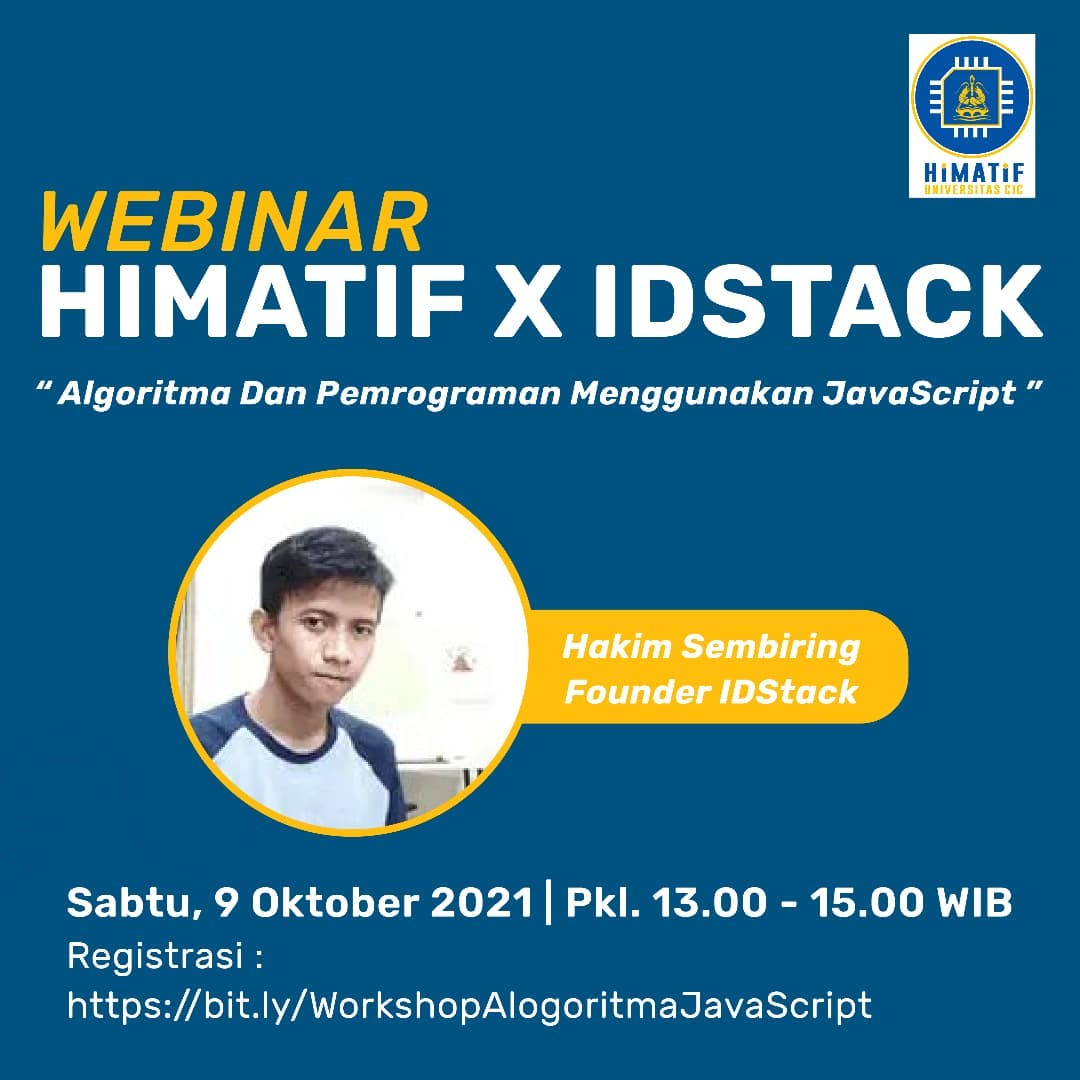 HiMATiF
UNIVERSITAS CIC
WEBINAR
HIMATIF X IDSTACK
“ Algoritma Dan Pemrograman Menggunakan JavaScript ”
Hakim Sembiring
Founder IDStack
Sabtu, 9 Oktober 2021 | Pkl. 13.00 - 15.00 WIB
Registrasi :
https://bit.ly/WorkshopAlogoritmaJavaScript